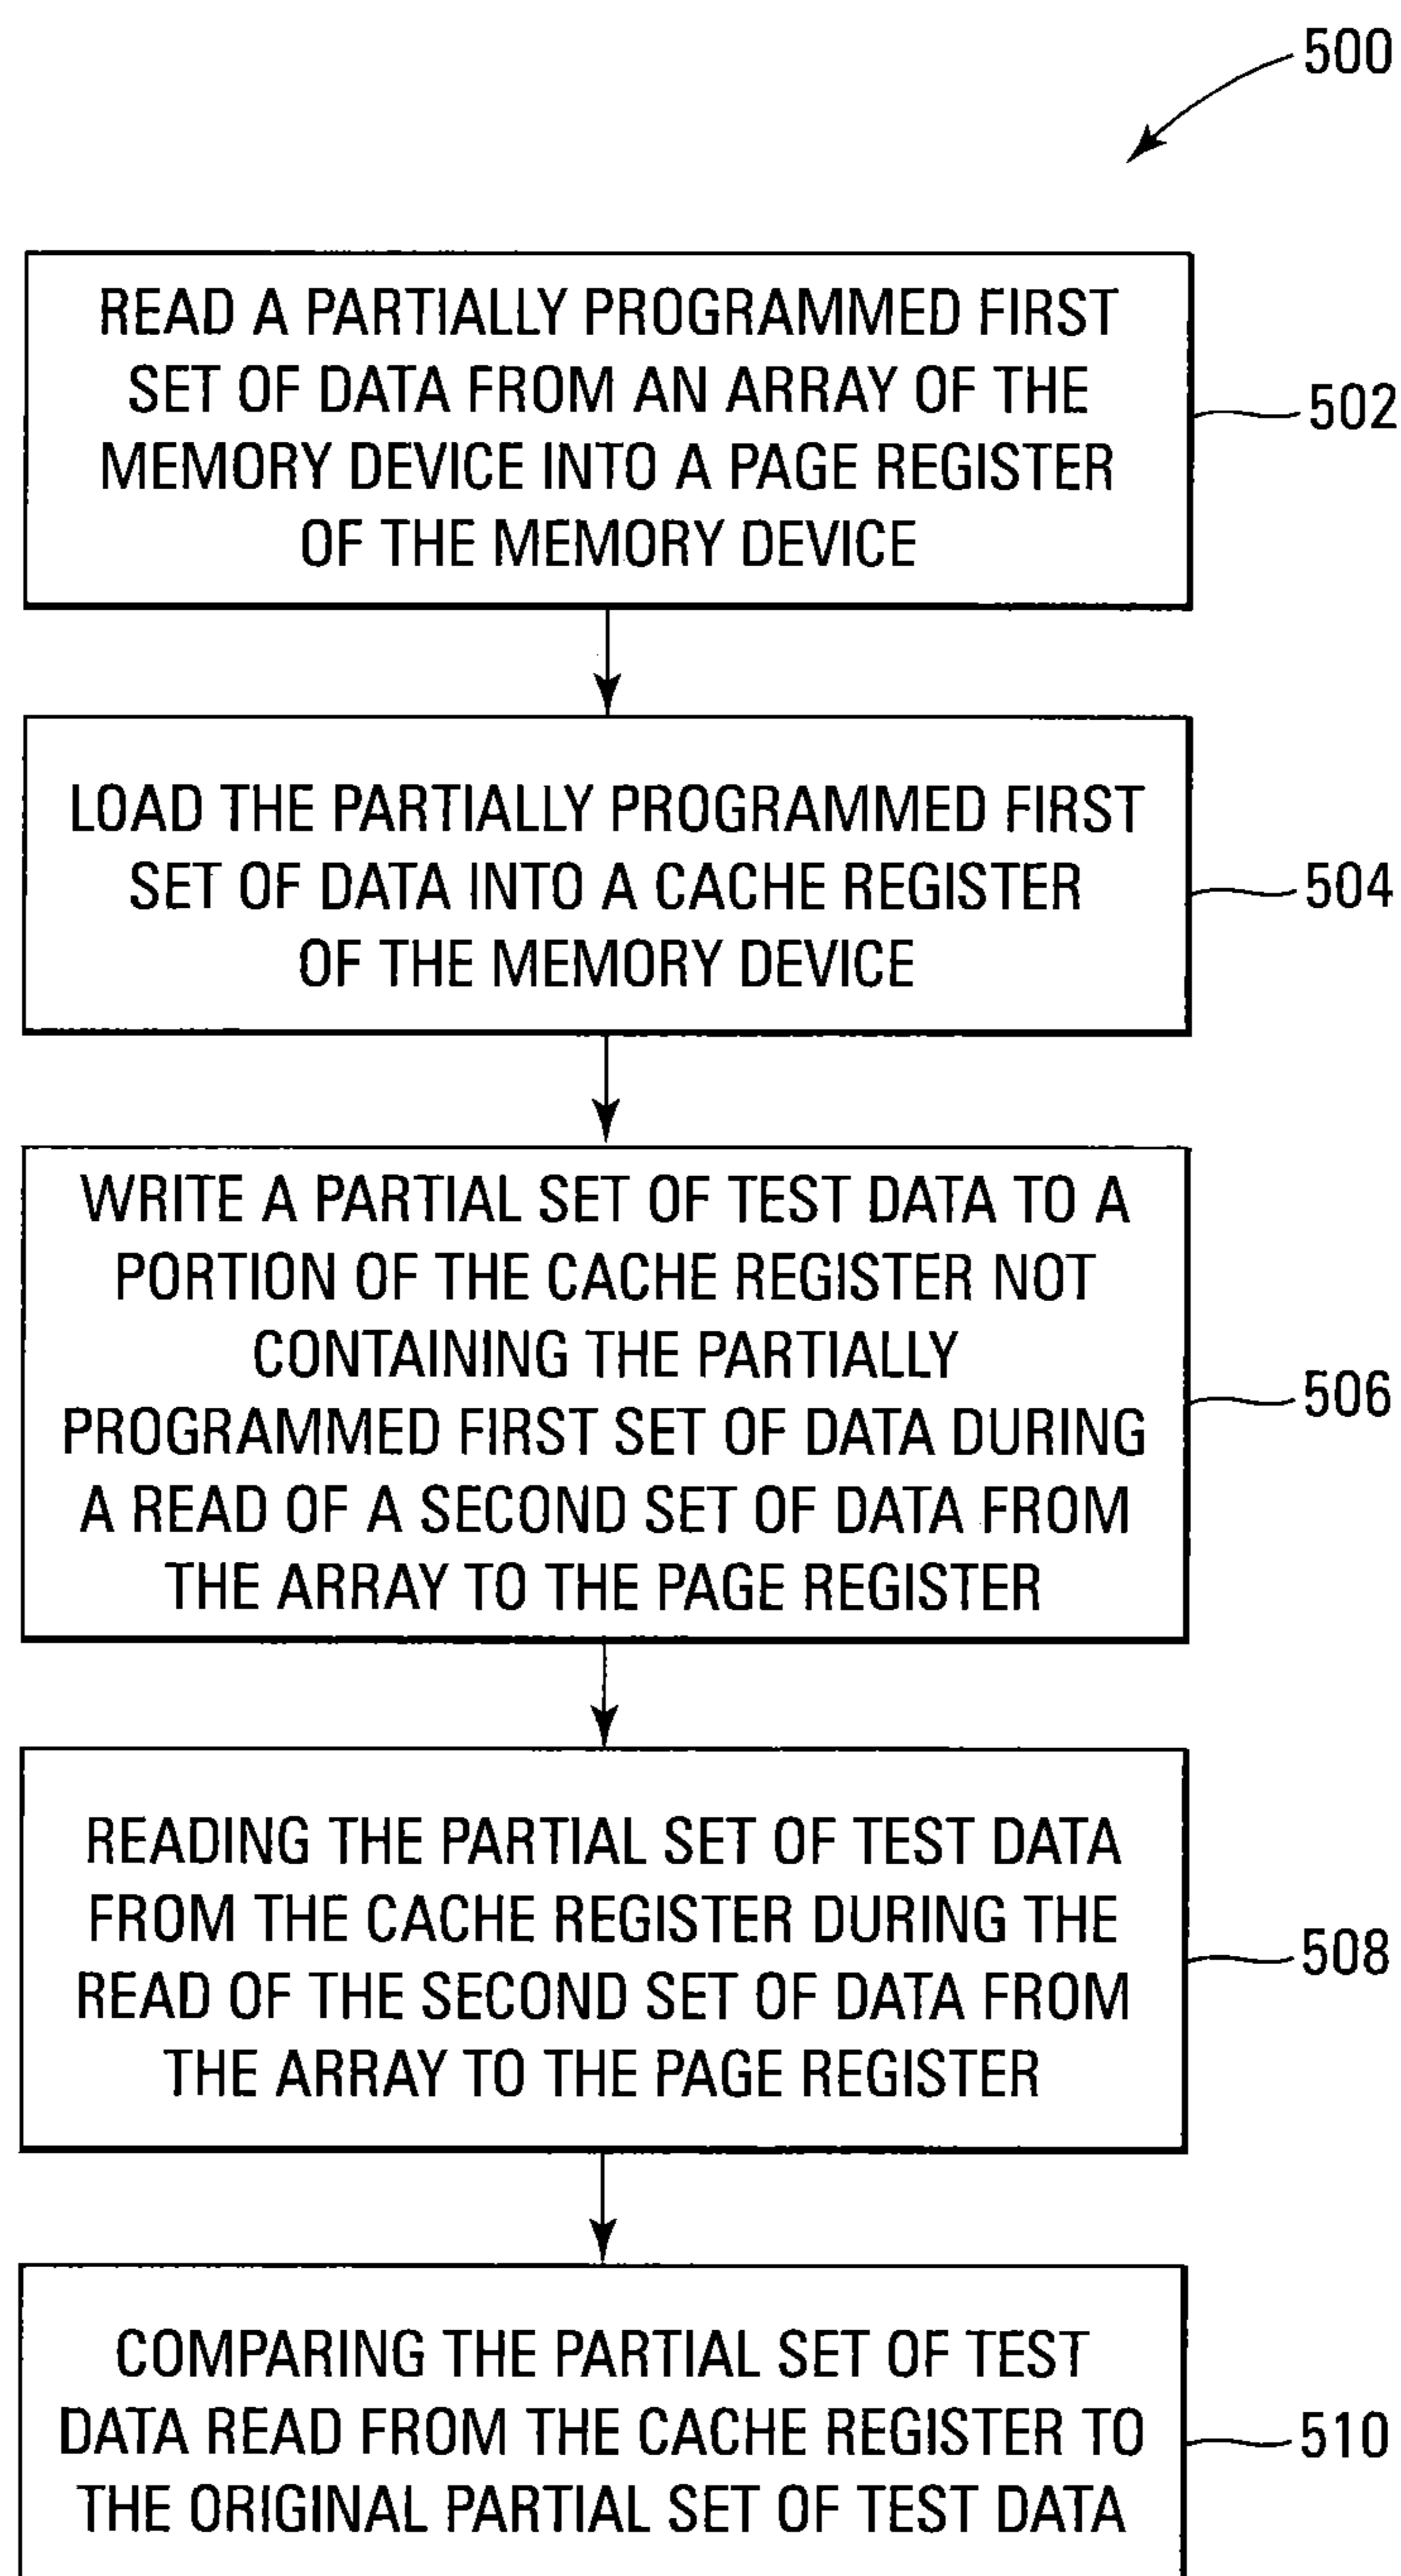 500
READ A PARTIALLY PROGRAMMED FIRST
SET OF DATA FROM AN ARRAY OF THE
MEMORY DEVICE INTO A PAGE REGISTER
OF THE MEMORY DEVICE
502
LOAD THE PARTIALLY PROGRAMMED FIRST
SET OF DATA INTO A CACHE REGISTER
OF THE MEMORY DEVICE
504
WRITE A PARTIAL SET OF TEST DATA TO A
PORTION OF THE CACHE REGISTER NOT
CONTAINING THE PARTIALLY
PROGRAMMED FIRST SET OF DATA DURING
A READ OF A SECOND SET OF DATA FROM
THE ARRAY TO THE PAGE REGISTER
506
READING THE PARTIAL SET OF TEST DATA
FROM THE CACHE REGISTER DURING THE
READ OF THE SECOND SET OF DATA FROM
THE ARRAY TO THE PAGE REGISTER
508
COMPARING THE PARTIAL SET OF TEST
DATA READ FROM THE CACHE REGISTER TO
THE ORIGINAL PARTIAL SET OF TEST DATA
510